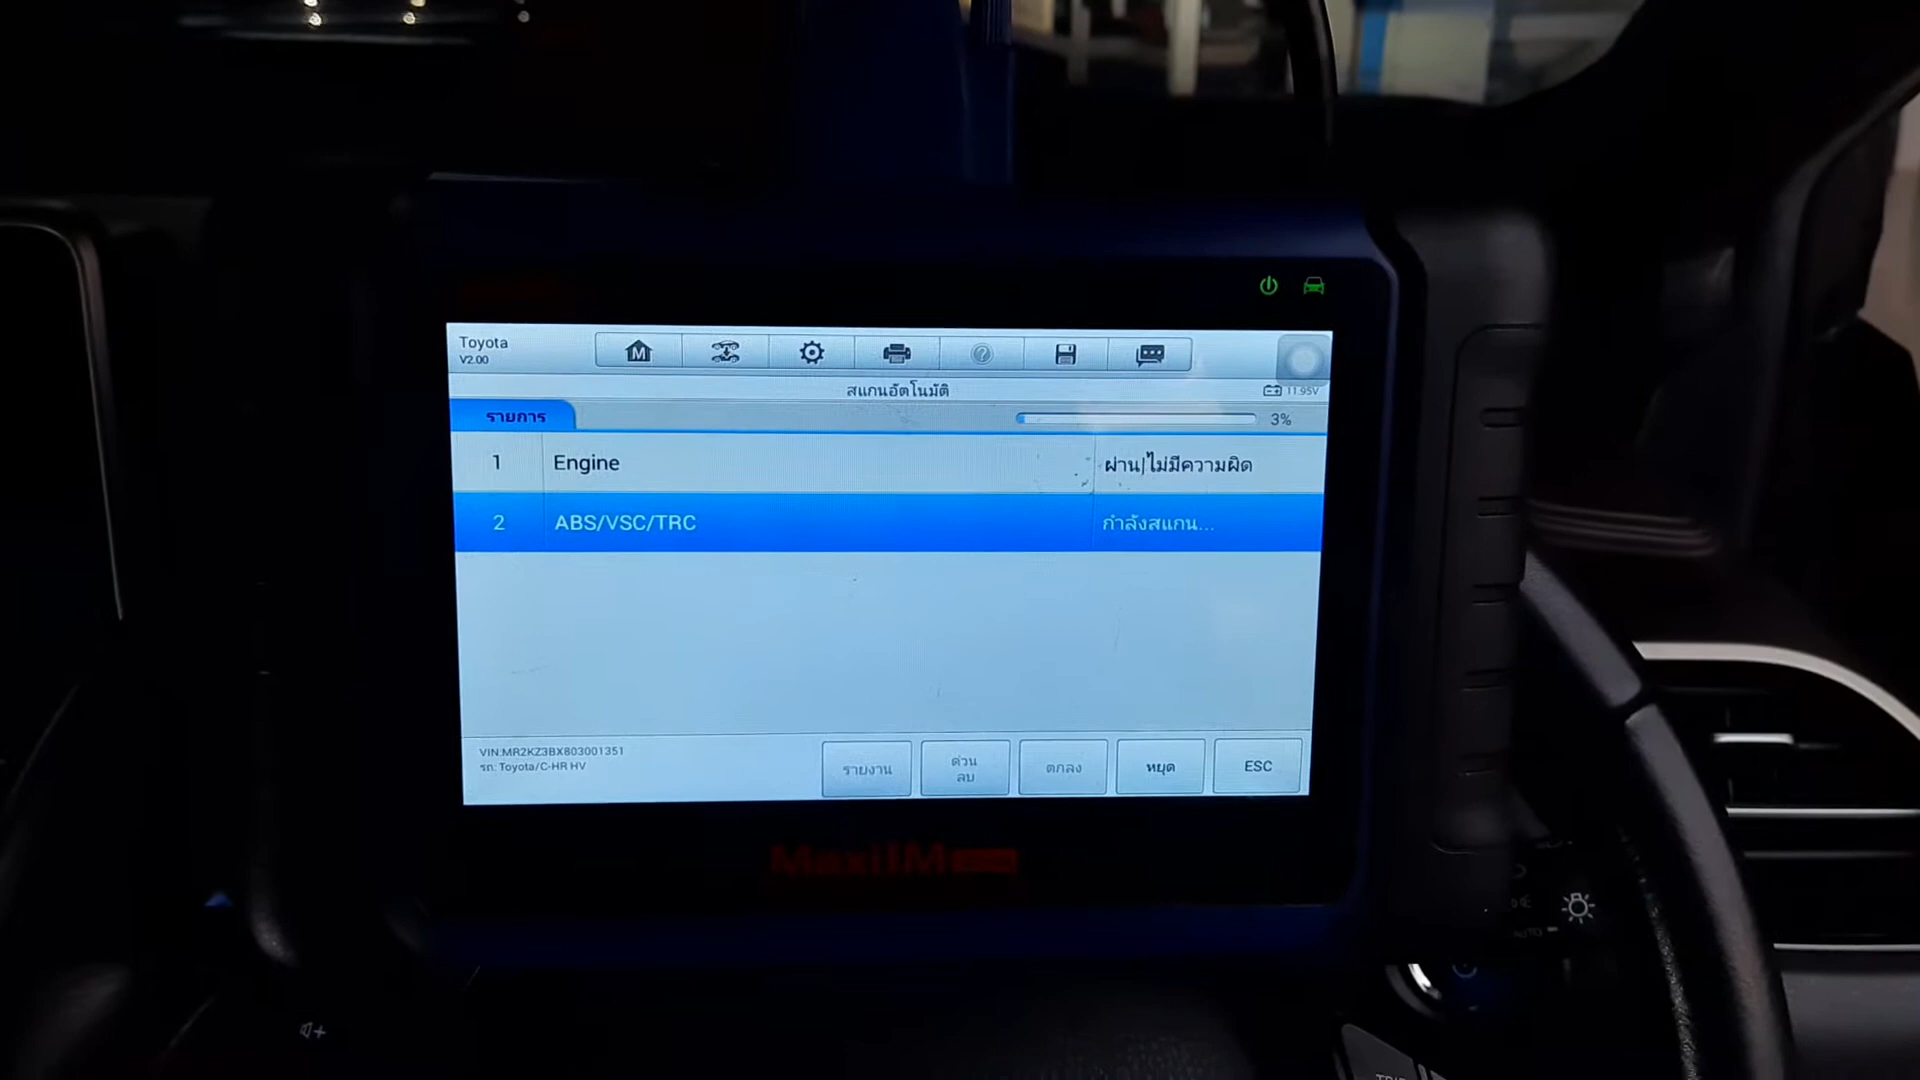 Toyota
V2.00
M
สแกนอัตโนมัติ
11.95V
รายการ
3%
1
Engine
ผ่าน|ไม่มีความผิด
2
ABS/VSC/TRC
กำลังสแกน...
VIN:MR2KZ3BX803001351
รถ: Toyota/C-HR HV
รายงาน
ด่วน
ลบ
ตกลง
หยุด
ESC
MaxiIM
AUTO